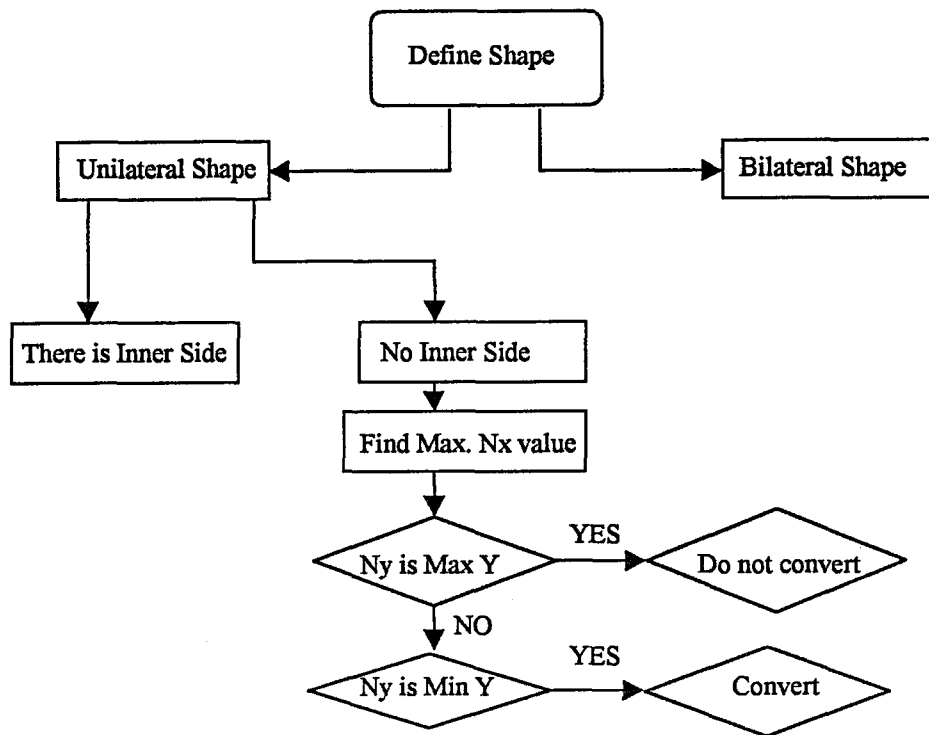 Define Shape
Unilateral Shape
Bilateral Shape
There is Inner Side
No Inner Side
Find Max. Nx value
Ny is Max Y
YES
Do not convert
NO
Ny is Min Y
YES
Convert